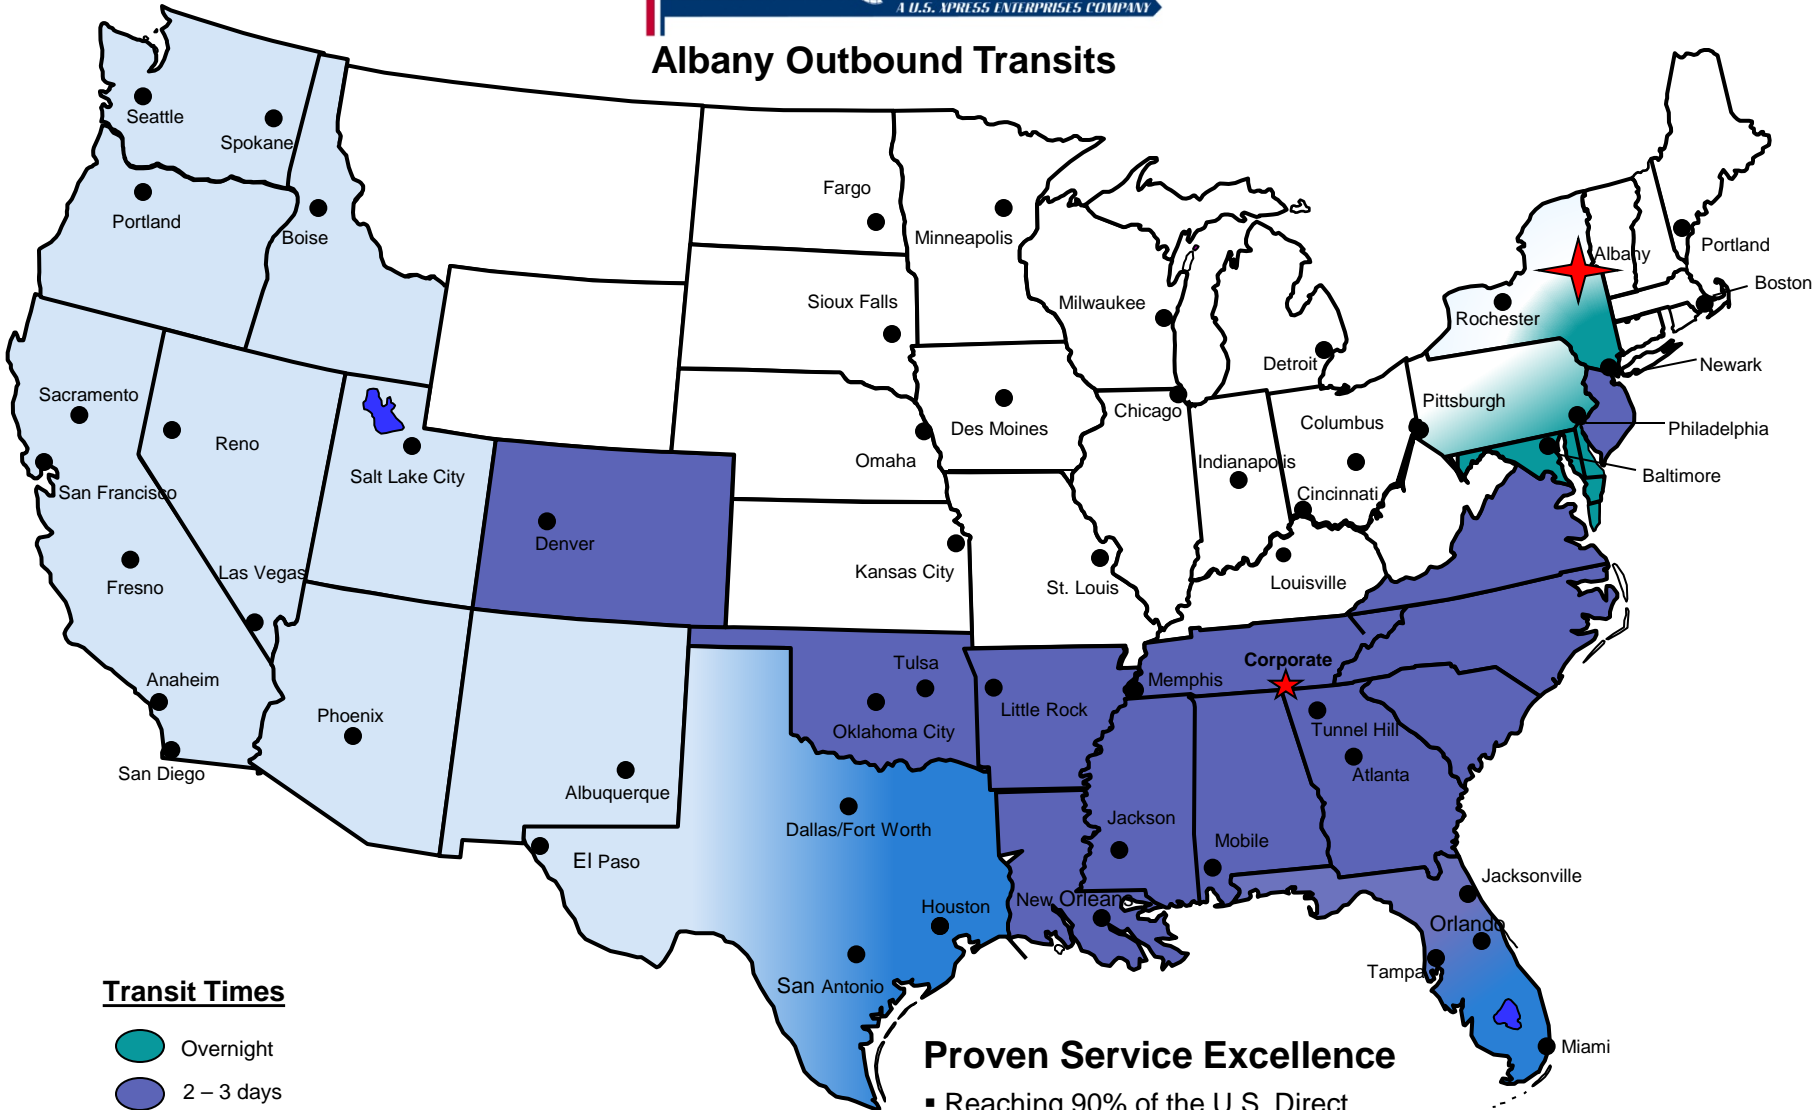 A U.S. XPRESS ENTERPRISES COMPANY
Albany Outbound Transits
Seattle
Spokane
Portland
Boise
Fargo
Minneapolis
Albany
Portland
Boston
Sioux Falls
Milwaukee
Rochester
Detroit
Newark
Sacramento
Reno
Salt Lake City
San Francisco
Chicago
Des Moines
Omaha
Columbus
Pittsburgh
Philadelphia
Indianapolis
Cincinnati
Baltimore
Denver
Fresno
Las Vegas
Kansas City
St. Louis
Louisville
Anaheim
Phoenix
San Diego
Tulsa
Oklahoma City
Little Rock
Memphis
Corporate
Tunnel Hill
Atlanta
Albuquerque
El Paso
Dallas/Fort Worth
Jackson
Mobile
Houston
New Orleans
Jacksonville
Orlando
Tampa
San Antonio
Miami
Transit Times
Overnight
2 – 3 days
Proven Service Excellence
▪ Reaching 90% of the U.S. Direct